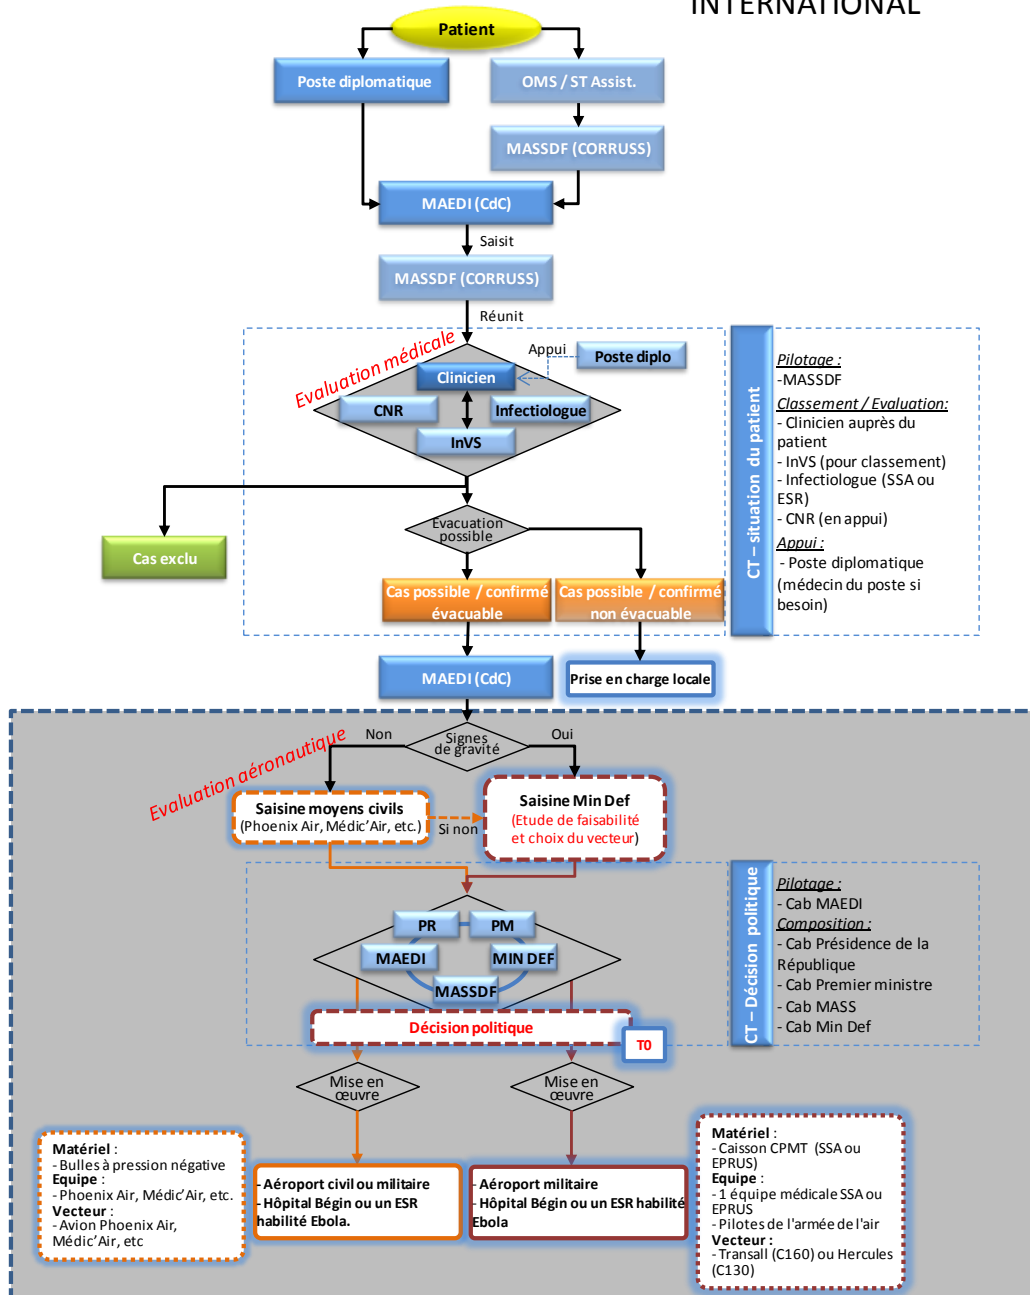 INTERNATIONAL
Patient
Poste diplomatique
OMS / ST Assist.
MASSDF (CORRUSS)
MAEDI (CdC)
Saisit
MASSDF (CORRUSS)
Réunit
Evaluation médicale
Appui
Poste diplo
Clinicien
CNR
Infectiologue
InVS
Evacuation
possible
Cas exclu
Cas possible / confirmé
évacuable
Cas possible / confirmé
non évacuable
CT – situation du patient
Pilotage :
-MASSDF
Classement / Evaluation:
- Clinicien auprès du
patient
- InVS (pour classement)
- Infectiologue (SSA ou
ESR)
- CNR (en appui)
Appui :
- Poste diplomatique
(médecin du poste si
besoin)
MAEDI (CdC)
Prise en charge locale
Evaluation aéronautique
Non
Signes
de gravité
Oui
Saisine moyens civils
(Phoenix Air, Médic'Air, etc.)
Si non
Saisine Min Def
(Etude de faisabilité
et choix du vecteur)
PR
PM
MAEDI
MIN DEF
MASSDF
Décision politique
T0
CT – Décision politique
Pilotage :
- Cab MAEDI
Composition :
- Cab Présidence de la
République
- Cab Premier ministre
- Cab MASS
- Cab Min Def
Mise en
œuvre
Mise en
œuvre
Matériel :
- Bulles à pression négative
Equipe :
- Phoenix Air, Médic'Air, etc.
Vecteur :
- Avion Phoenix Air,
Médic'Air, etc
- Aéroport civil ou militaire
- Hôpital Bégin ou un ESR
habilité Ebola.
- Aéroport militaire
- Hôpital Bégin ou un ESR habilité
Ebola
Matériel :
- Caisson CPMT (SSA ou
EPRUS)
Equipe :
- 1 équipe médicale SSA ou
EPRUS
- Pilotes de l'armée de l'air
Vecteur :
- Transall (C160) ou Hercules
(C130)